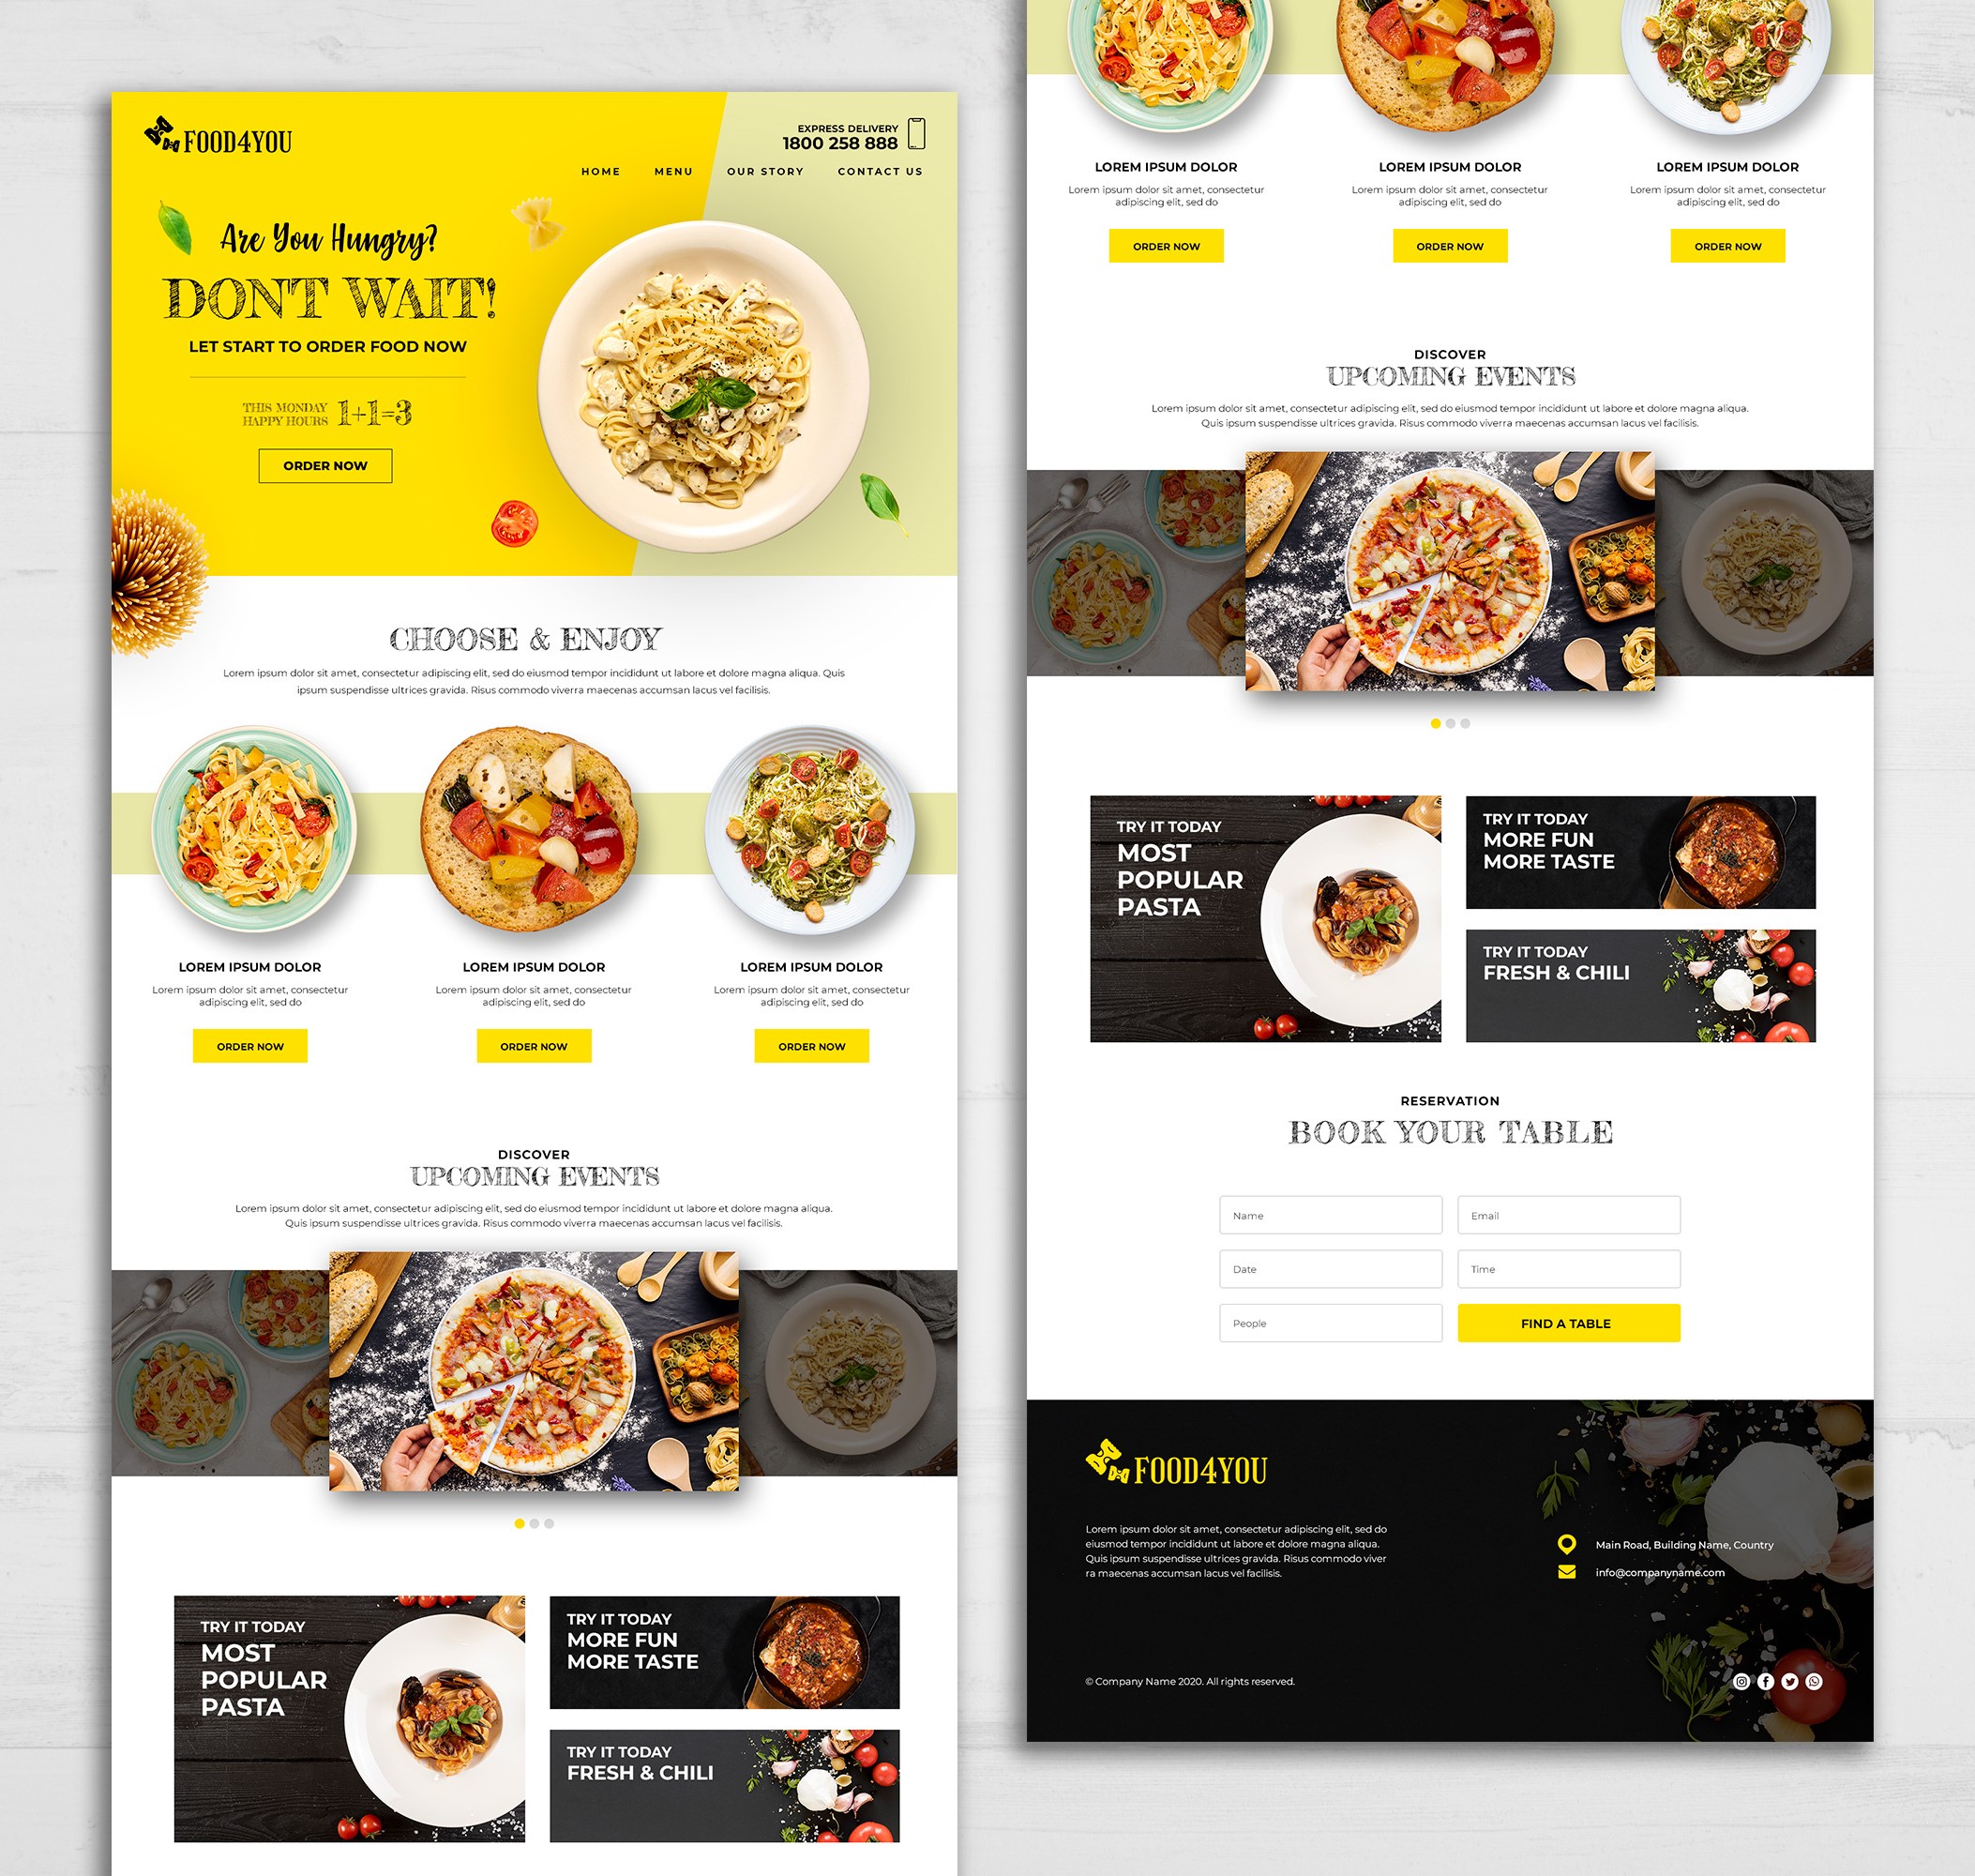 FOOD4YOU
EXPRESS DELIVERY
1800 258 888
HOME MENU OUR STORY CONTACT US
Are You Hungry?
DON'T WAIT!
LET START TO ORDER FOOD NOW
THIS MONDAY
HAPPY HOURS
1+1=3
ORDER NOW
CHOOSE & ENJOY
Lorem ipsum dolor sit amet, consectetur adipiscing elit, sed do eiusmod tempor incididunt ut labore et dolore magna aliqua. Quis
ipsum suspendisse ultrices gravida. Risus commodo viverra maecenas accumsan lacus vel facilisis.
LOREM IPSUM DOLOR
Lorem ipsum dolor sit amet, consectetur
adipiscing elit, sed do
ORDER NOW
LOREM IPSUM DOLOR
Lorem ipsum dolor sit amet, consectetur
adipiscing elit, sed do
ORDER NOW
LOREM IPSUM DOLOR
Lorem ipsum dolor sit amet, consectetur
adipiscing elit, sed do
ORDER NOW
DISCOVER
UPCOMING EVENTS
Lorem ipsum dolor sit amet, consectetur adipiscing elit, sed do eiusmod tempor incididunt ut labore et dolore magna aliqua.
Quis ipsum suspendisse ultrices gravida. Risus commodo viverra maecenas accumsan lacus vel facilisis.
TRY IT TODAY
MOST
POPULAR
PASTA
TRY IT TODAY
MORE FUN
MORE TASTE
TRY IT TODAY
FRESH & CHILI
LOREM IPSUM DOLOR
Lorem ipsum dolor sit amet, consectetur
adipiscing elit, sed do
ORDER NOW
LOREM IPSUM DOLOR
Lorem ipsum dolor sit amet, consectetur
adipiscing elit, sed do
ORDER NOW
LOREM IPSUM DOLOR
Lorem ipsum dolor sit amet, consectetur
adipiscing elit, sed do
ORDER NOW
DISCOVER
UPCOMING EVENTS
Lorem ipsum dolor sit amet, consectetur adipiscing elit, sed do eiusmod tempor incididunt ut labore et dolore magna aliqua.
Quis ipsum suspendisse ultrices gravida. Risus commodo viverra maecenas accumsan lacus vel facilisis.
TRY IT TODAY
MOST
POPULAR
PASTA
TRY IT TODAY
MORE FUN
MORE TASTE
TRY IT TODAY
FRESH & CHILI
RESERVATION
BOOK YOUR TABLE
Name
Email
Date
Time
People
FIND A TABLE
FOOD4YOU
Lorem ipsum dolor sit amet, consectetur adipiscing elit, sed do
eiusmod tempor incididunt ut labore et dolore magna aliqua.
Quis ipsum suspendisse ultrices gravida. Risus commodo viver
ra maecenas accumsan lacus vel facilisis.
Main Road, Building Name, Country
info@companyname.com
© Company Name 2020. All rights reserved.